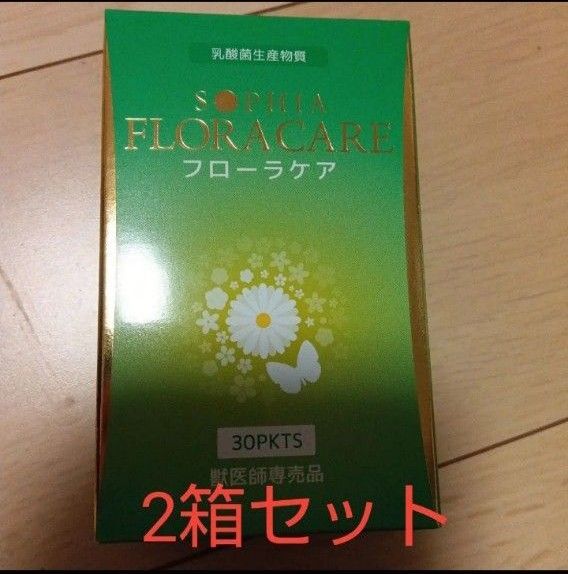 乳酸菌生産物質
SOPHIA
FLORACARE
フローラケア
30PKTS
獣医師専売品
2箱セット